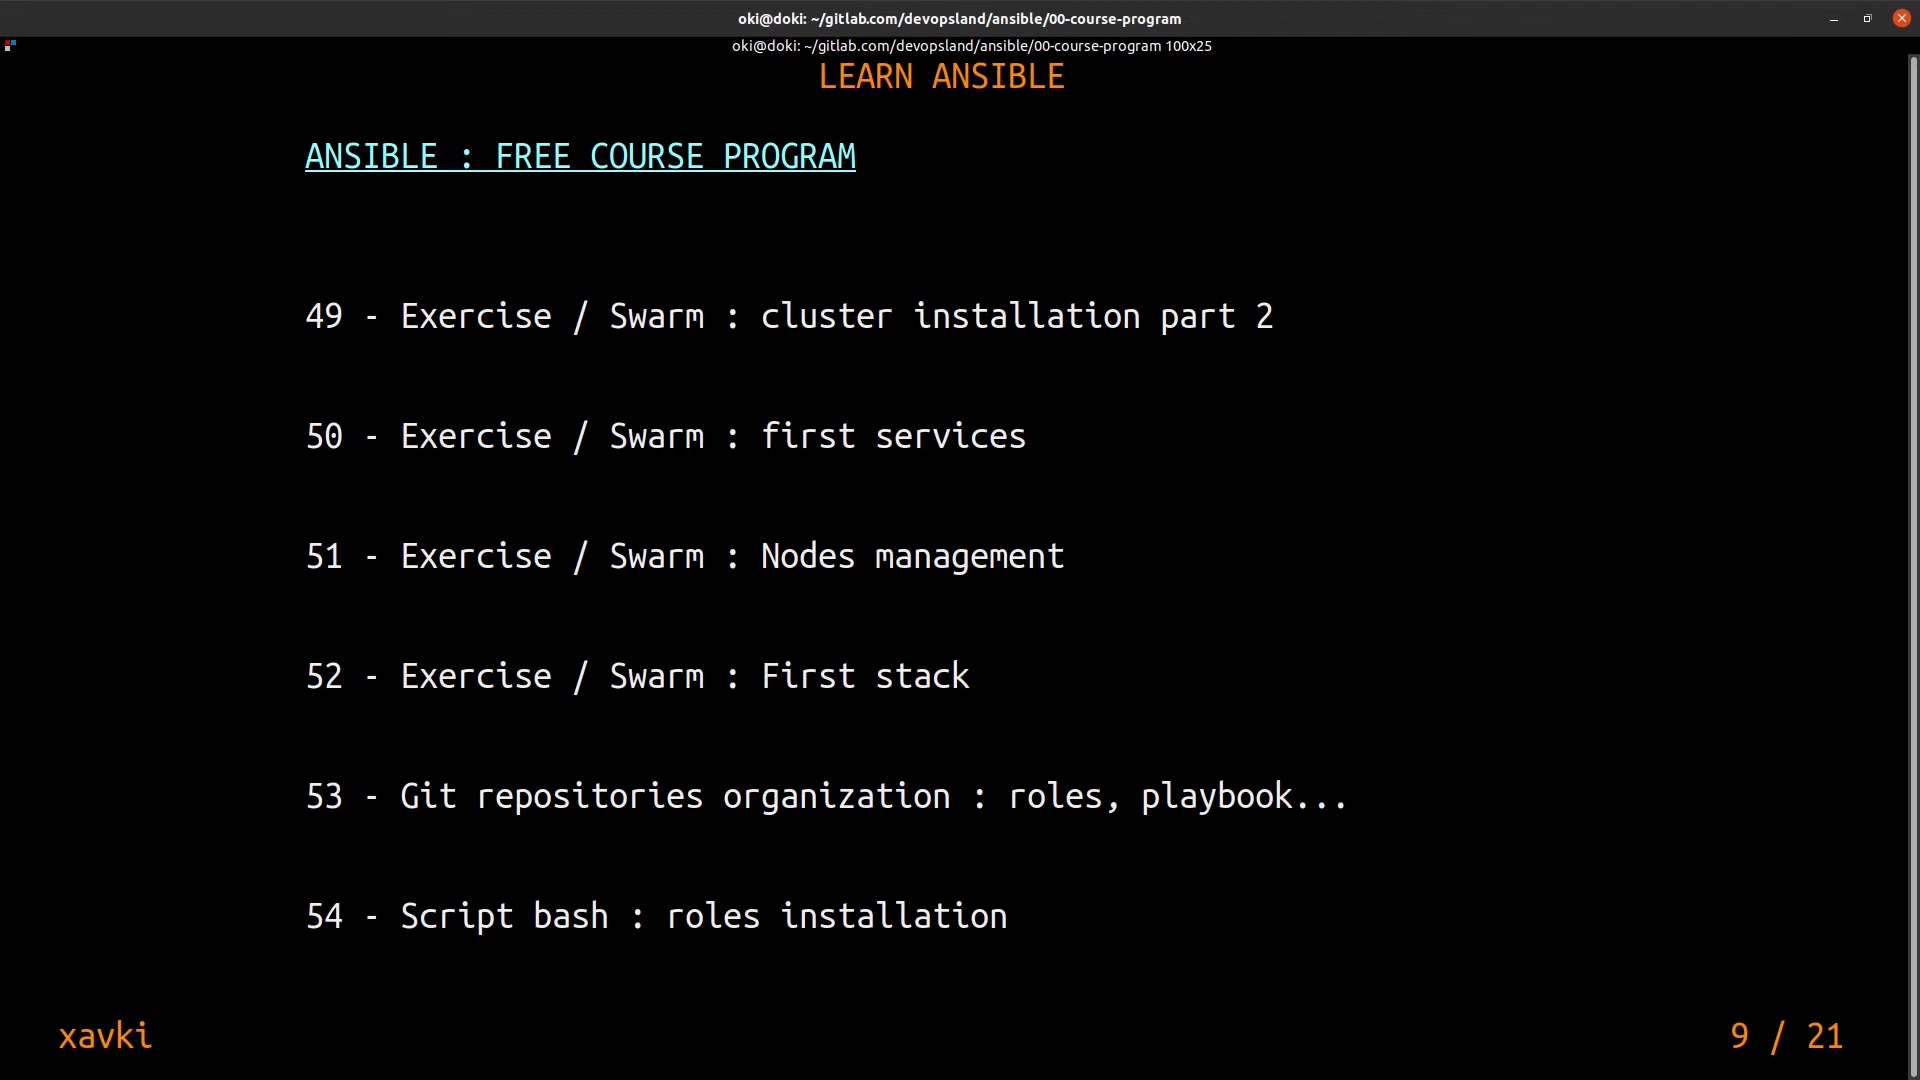 oki@doki: ~/gitlab.com/devopsland/ansible/00-course-program
oki@doki: ~/gitlab.com/devopsland/ansible/00-course-program 100x25
LEARN ANSIBLE
ANSIBLE : FREE COURSE PROGRAM
49 - Exercise / Swarm : cluster installation part 2
50 - Exercise / Swarm : first services
51 - Exercise / Swarm : Nodes management
52 - Exercise / Swarm : First stack
53 - Git repositories organization : roles, playbook...
54 - Script bash : roles installation
xavki
9 / 21